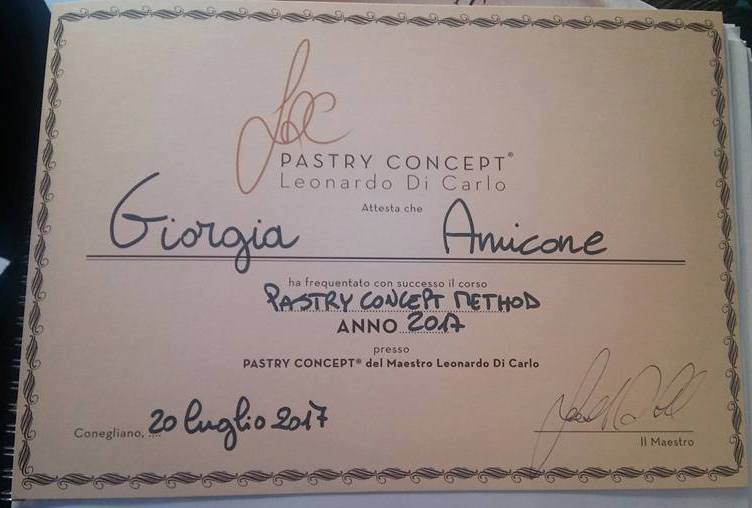 LDC
PASTRY CONCEPT®
Leonardo Di Carlo
Attesta che
Giorgia Amicone
ha frequentato con successo il corso
PASTRY CONCEPT METHOD
ANNO 2017
presso
PASTRY CONCEPT® del Maestro Leonardo Di Carlo
Conegliano, 20 luglio 2017
Il Maestro